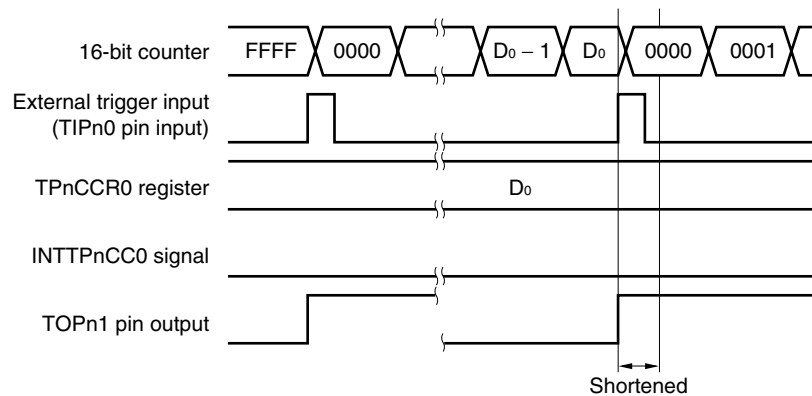 16-bit counter FFFF 0000 D₀ − 1 D₀ 0000 0001
External trigger input
(TIPn0 pin input)
TPnCCR0 register D₀
INTTPnCC0 signal
TOPn1 pin output
Shortened